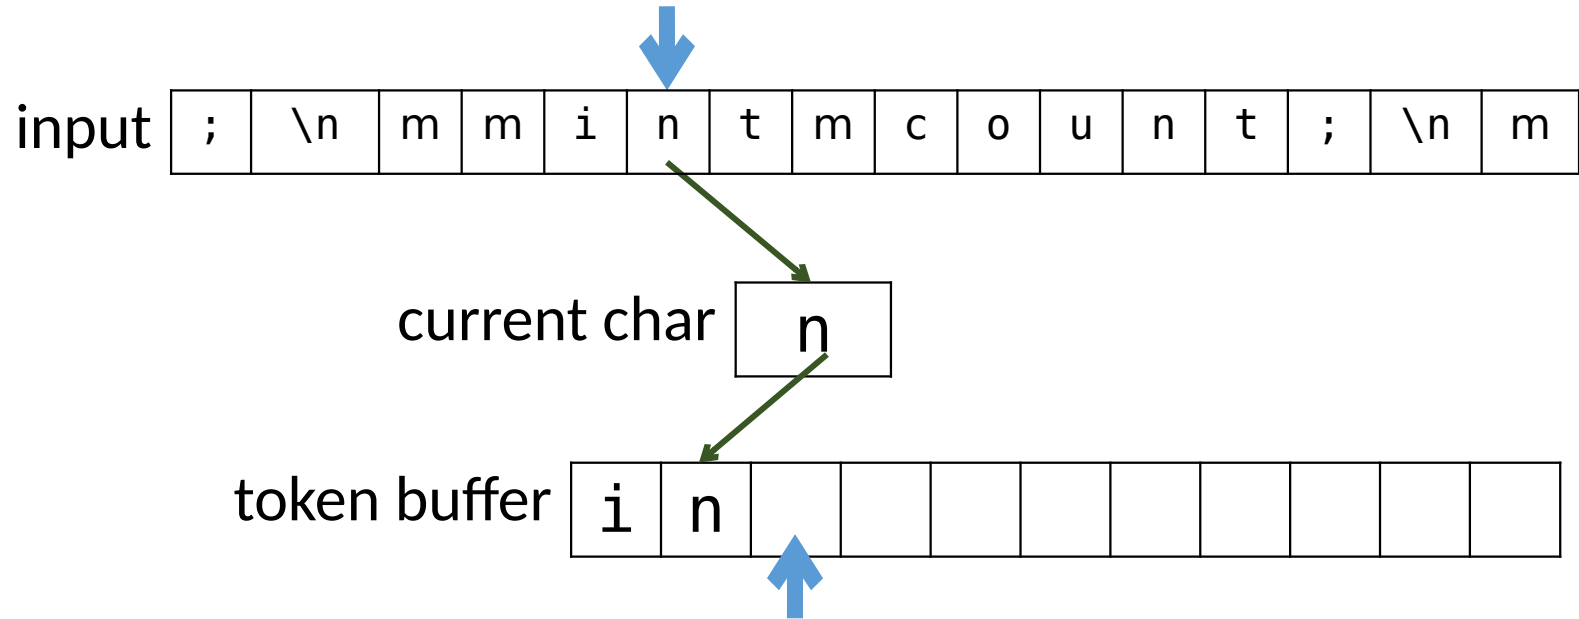 input ; \n m m i n t m c o u n t ; \n m
current char n
token buffer i n